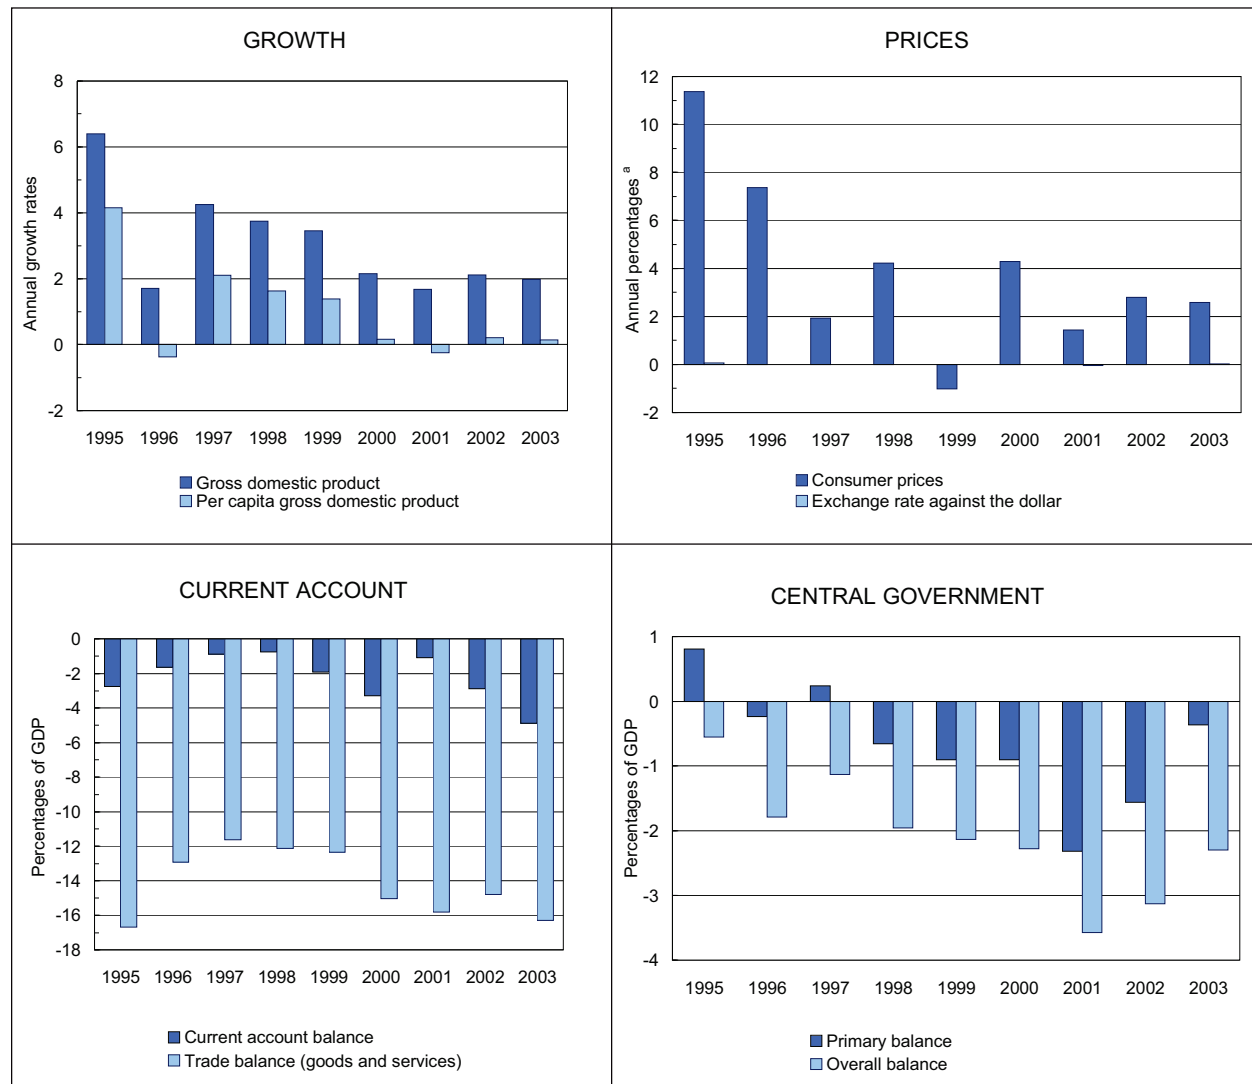 GROWTH
Annual growth rates
8
6
4
2
0
-2
1995 1996 1997 1998 1999 2000 2001 2002 2003
Gross domestic product
Per capita gross domestic product
PRICES
Annual percentages a
12
10
8
6
4
2
0
-2
1995 1996 1997 1998 1999 2000 2001 2002 2003
Consumer prices
Exchange rate against the dollar
CURRENT ACCOUNT
Percentages of GDP
0
-2
-4
-6
-8
-10
-12
-14
-16
-18
1995 1996 1997 1998 1999 2000 2001 2002 2003
Current account balance
Trade balance (goods and services)
CENTRAL GOVERNMENT
Percentages of GDP
1
0
-1
-2
-3
-4
1995 1996 1997 1998 1999 2000 2001 2002 2003
Primary balance
Overall balance